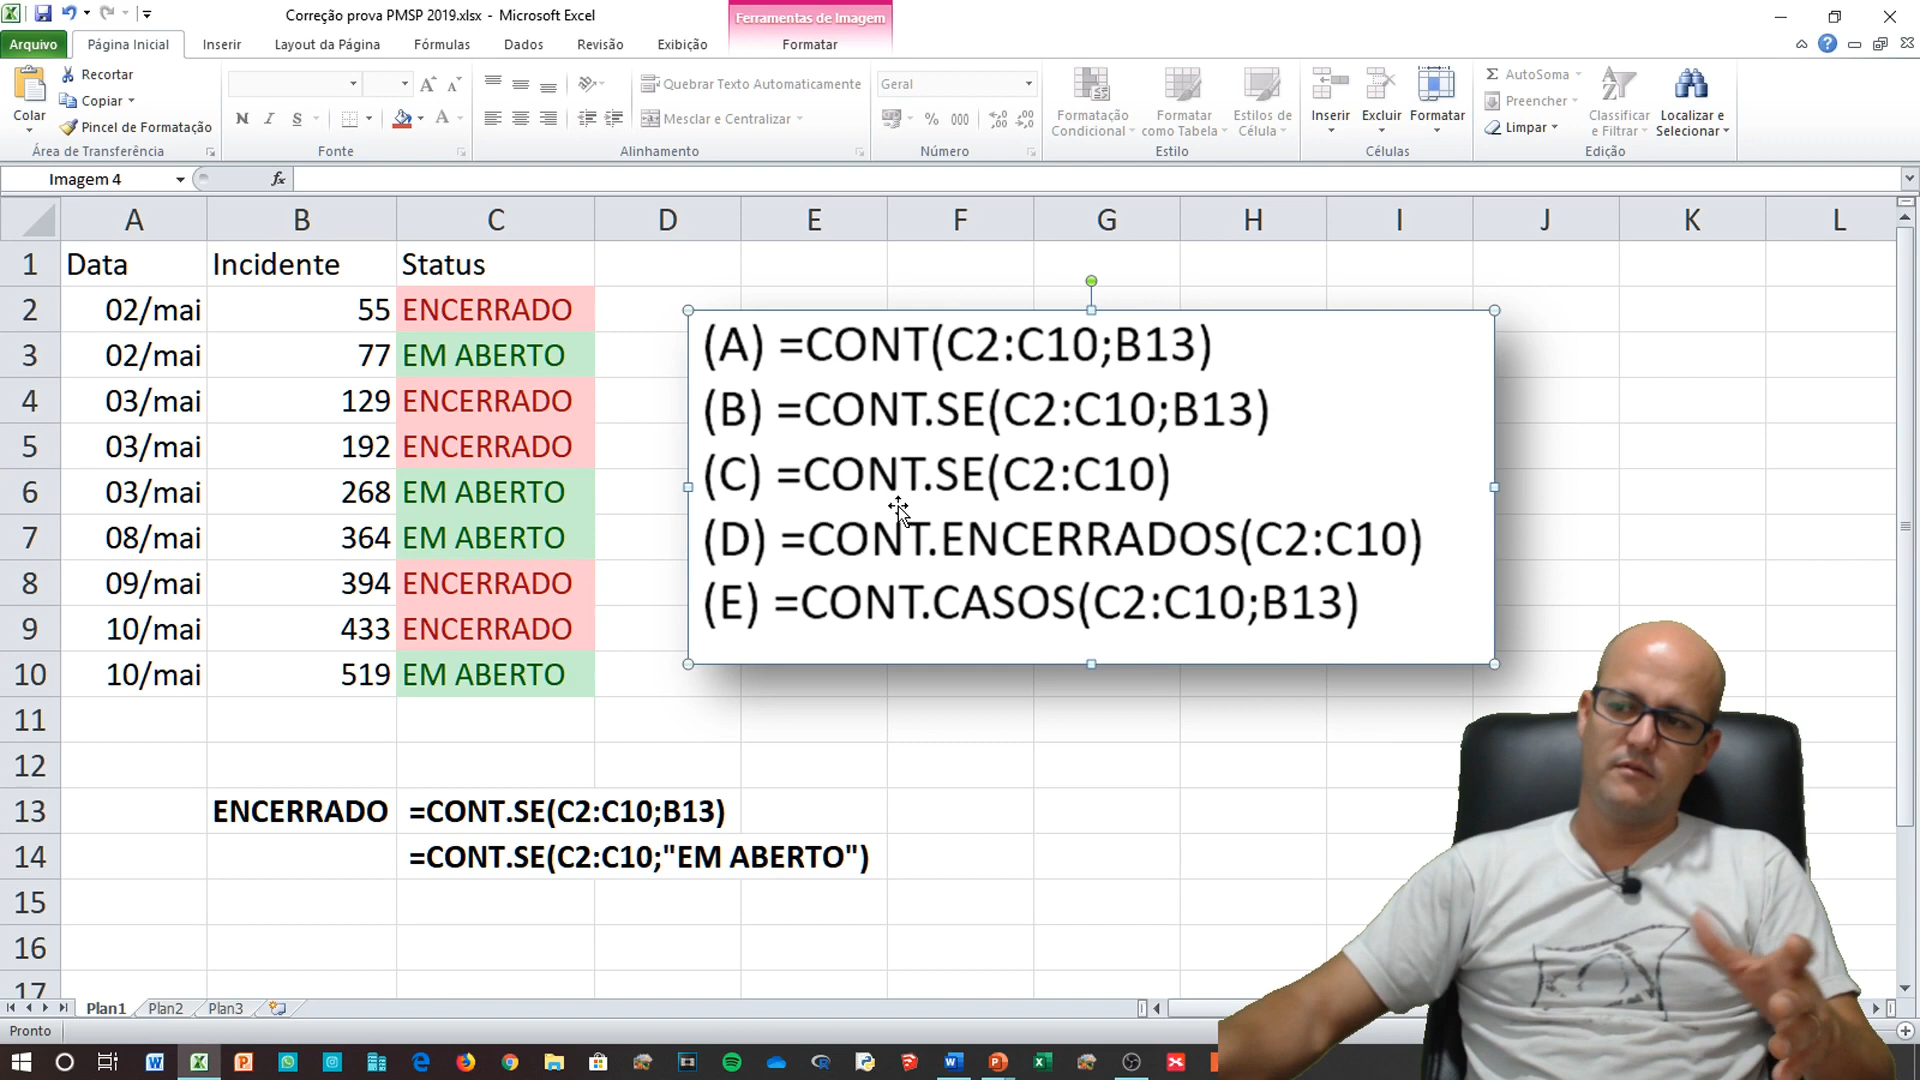 Correção prova PMSP 2019.xlsx - Microsoft Excel
Ferramentas de Imagem
Arquivo
Página Inicial
Inserir
Layout da Página
Fórmulas
Dados
Revisão
Exibição
Formatar
Colar
Recortar
Copiar
Pincel de Formatação
Área de Transferência
N I S A
Fonte
Quebrar Texto Automaticamente
Mesclar e Centralizar
Alinhamento
Geral
% 000
Número
Formatação Condicional
Formatar como Tabela
Estilos de Célula
Estilo
Inserir
Excluir
Formatar
Células
AutoSoma
Preencher
Limpar
Classificar e Filtrar
Localizar e Selecionar
Edição
Imagem 4
fx
A B C D E F G H I J K L
1 Data Incidente Status
2 02/mai 55 ENCERRADO
3 02/mai 77 EM ABERTO
4 03/mai 129 ENCERRADO
5 03/mai 192 ENCERRADO
6 03/mai 268 EM ABERTO
7 08/mai 364 EM ABERTO
8 09/mai 394 ENCERRADO
9 10/mai 433 ENCERRADO
10 10/mai 519 EM ABERTO
11
12
13 ENCERRADO =CONT.SE(C2:C10;B13)
14 =CONT.SE(C2:C10;"EM ABERTO")
15
16
17
(A) =CONT(C2:C10;B13)
(B) =CONT.SE(C2:C10;B13)
(C) =CONT.SE(C2:C10)
(D) =CONT.ENCERRADOS(C2:C10)
(E) =CONT.CASOS(C2:C10;B13)
Plan1 Plan2 Plan3
Pronto